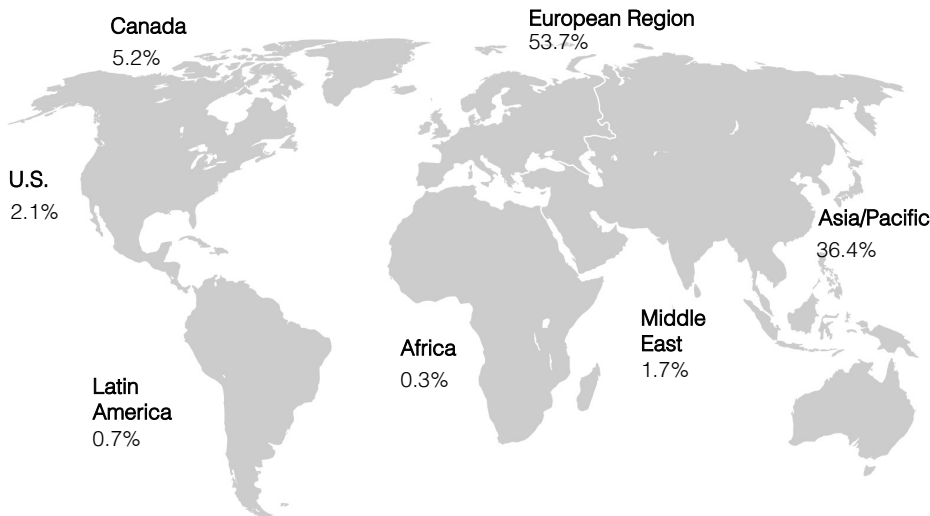 European Region
53.7%
Canada
5.2%
U.S.
2.1%
Asia/Pacific
36.4%
Middle
East
1.7%
Africa
0.3%
Latin
America
0.7%